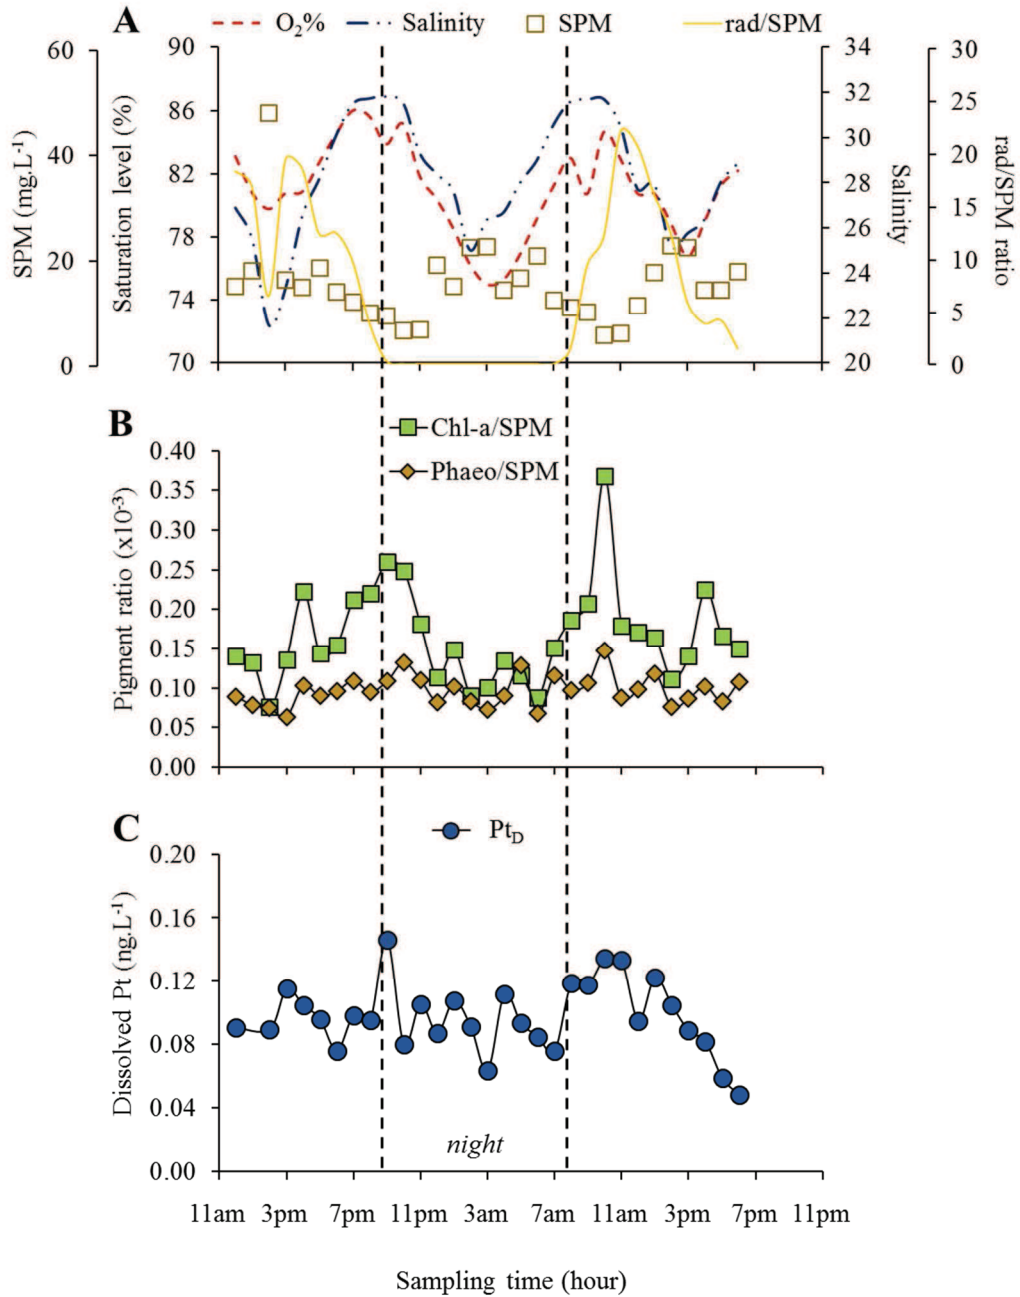 A
O2% Salinity SPM rad/SPM
SPM (mg.L-1)
60
40
20
0
Saturation level (%)
90
86
82
78
74
70
34
32
30
28
26
24
22
20
Salinity
30
25
20
15
10
5
0
rad/SPM ratio
B
Chl-a/SPM
Phaeo/SPM
Pigment ratio (x10-3)
0.40
0.35
0.30
0.25
0.20
0.15
0.10
0.05
0.00
C
PtD
Dissolved Pt (ng.L-1)
0.20
0.16
0.12
0.08
0.04
0.00
night
11am 3pm 7pm 11pm 3am 7am 11am 3pm 7pm 11pm
Sampling time (hour)